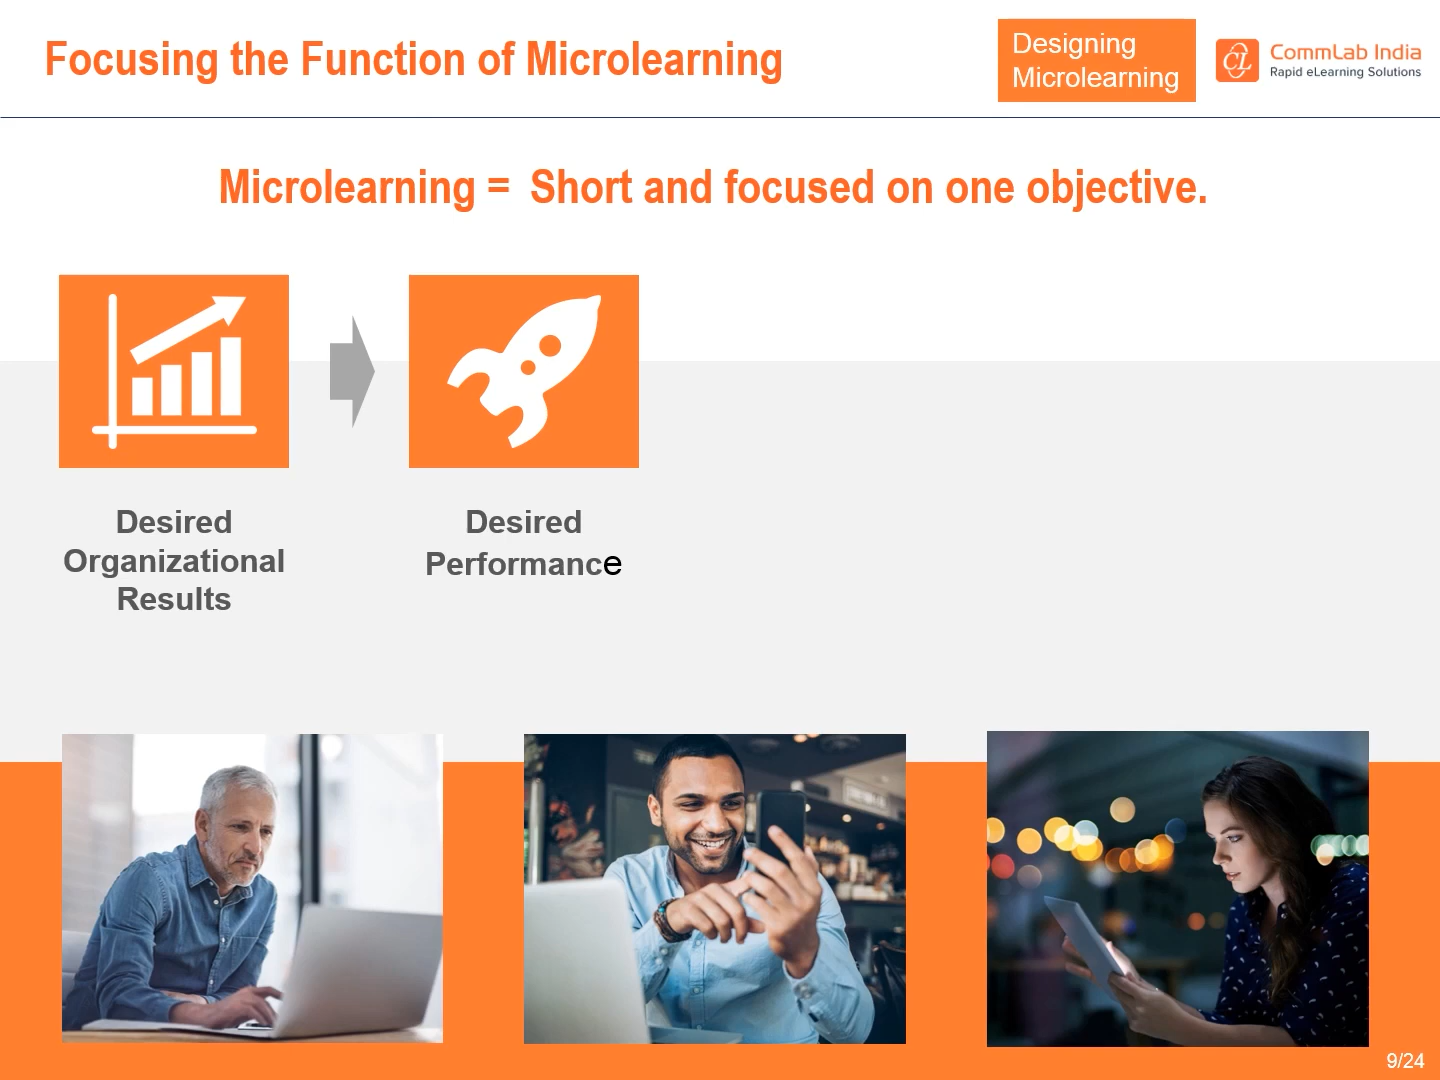 Focusing the Function of Microlearning
Designing
Microlearning
CL
CommLab India
Rapid eLearning Solutions
Microlearning = Short and focused on one objective.
Desired
Organizational
Results
Desired
Performance
9/24